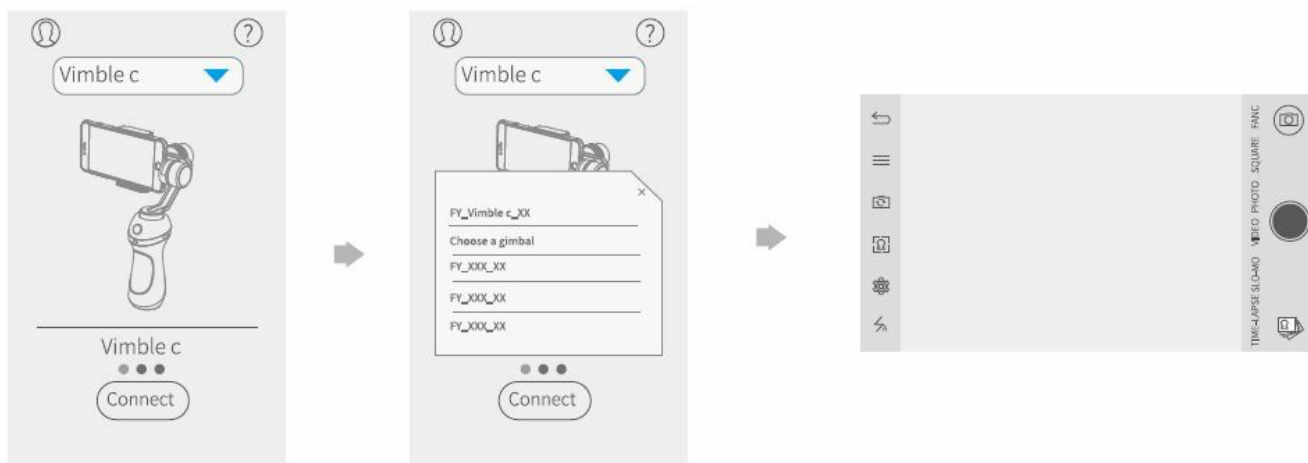 ?
Vimble c
Vimble c
Connect
?
Vimble c
×
FY_Vimble c_XX
Choose a gimbal
FY_XXX_XX
FY_XXX_XX
FY_XXX_XX
Connect
TIME-LAPSE SLO-MO VIDEO PHOTO SQUARE FANC